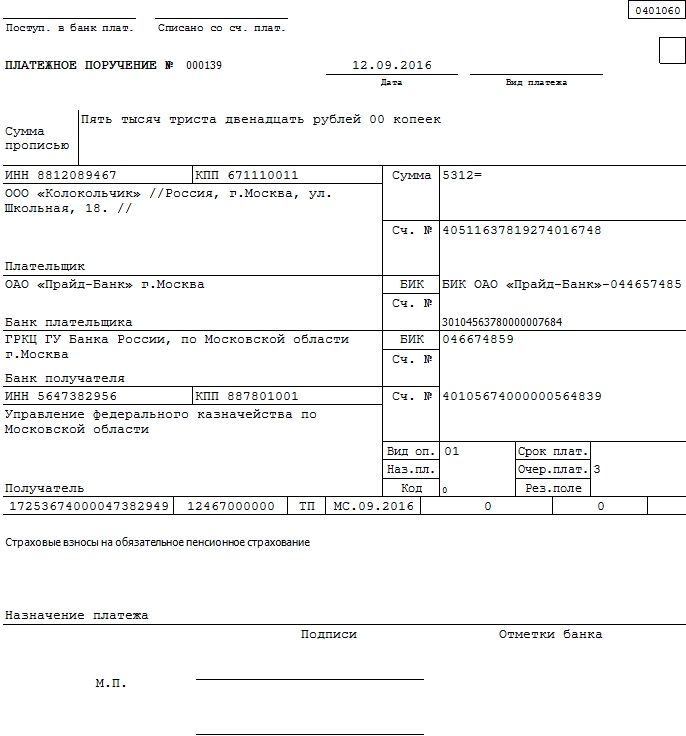 0401060
Поступ. в банк плат. Списано со сч. плат.
ПЛАТЕЖНОЕ ПОРУЧЕНИЕ № 000139 12.09.2016
Дата Вид платежа
Сумма прописью
Пять тысяч триста двенадцать рублей 00 копеек
ИНН 8812089467 КПП 671110011 Сумма 5312=
ООО «Колокольчик» //Россия, г.Москва, ул.
Школьная, 18. //
Сч. № 40511637819274016748
Плательщик
ОАО «Прайд-Банк» г.Москва БИК БИК ОАО «Прайд-Банк»-044657485
Сч. №
Банк плательщика 30104563780000007684
ГРКЦ ГУ Банка России, по Московской области БИК 046674859
г.Москва Сч. №
Банк получателя
ИНН 5647382956 КПП 887801001 Сч. № 40105674000000564839
Управление федерального казначейства по
Московской области
Вид оп. 01 Срок плат.
Наз.пл. Очер.плат. 3
Получатель Код 0 Рез.поле
17253674000047382949 12467000000 ТП МС.09.2016 0 0
Страховые взносы на обязательное пенсионное страхование
Назначение платежа
Подписи Отметки банка
М.П.